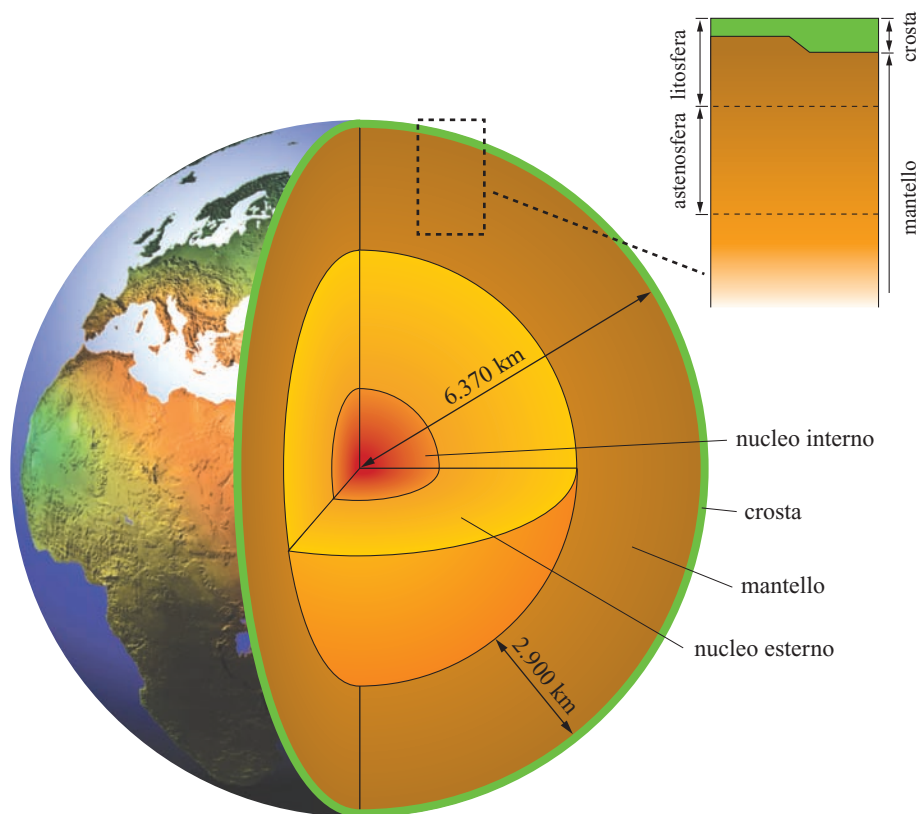 litosfera
crosta
astenosfera
mantello
6.370 km
nucleo interno
crosta
mantello
nucleo esterno
2.900 km